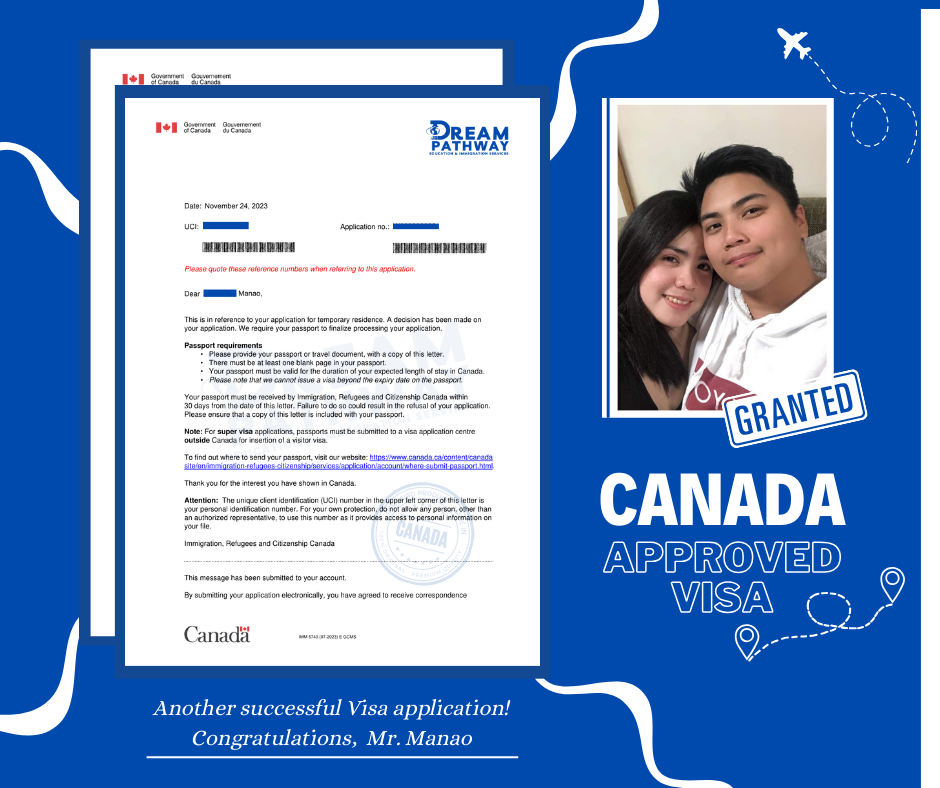 Government of Canada
Gouvernement du Canada
Government of Canada
Gouvernement du Canada
DREAM
PATHWAY
EDUCATION & IMMIGRATION SERVICES
Date: November 24, 2023
UCI:
Application no.:
Please quote these reference numbers when referring to this application.
Dear Manao,
This is in reference to your application for temporary residence. A decision has been made on
your application. We require your passport to finalize processing your application.
Passport requirements
• Please provide your passport or travel document, with a copy of this letter.
• There must be at least one blank page in your passport.
• Your passport must be valid for the duration of your expected length of stay in Canada.
• Please note that we cannot issue a visa beyond the expiry date on the passport.
Your passport must be received by Immigration, Refugees and Citizenship Canada within
30 days from the date of this letter. Failure to do so could result in the refusal of your application.
Please ensure that a copy of this letter is included with your passport.
Note: For super visa applications, passports must be submitted to a visa application centre
outside Canada for insertion of a visitor visa.
To find out where to send your passport, visit our website: https://www.canada.ca/content/canada
site/en/immigration-refugees-citizenship/services/application/account/where-submit-passport.html.
Thank you for the interest you have shown in Canada.
Attention: The unique client identification (UCI) number in the upper left corner of this letter is
your personal identification number. For your own protection, do not allow any person, other than
an authorized representative, to use this number as it provides access to personal information on
your file.
CANADA
Immigration, Refugees and Citizenship Canada
This message has been submitted to your account.
By submitting your application electronically, you have agreed to receive correspondence
Canada
IMM 5740 (07-2023) E GCMS
GRANTED
CANADA
APPROVED
VISA
Another successful Visa application!
Congratulations, Mr. Manao